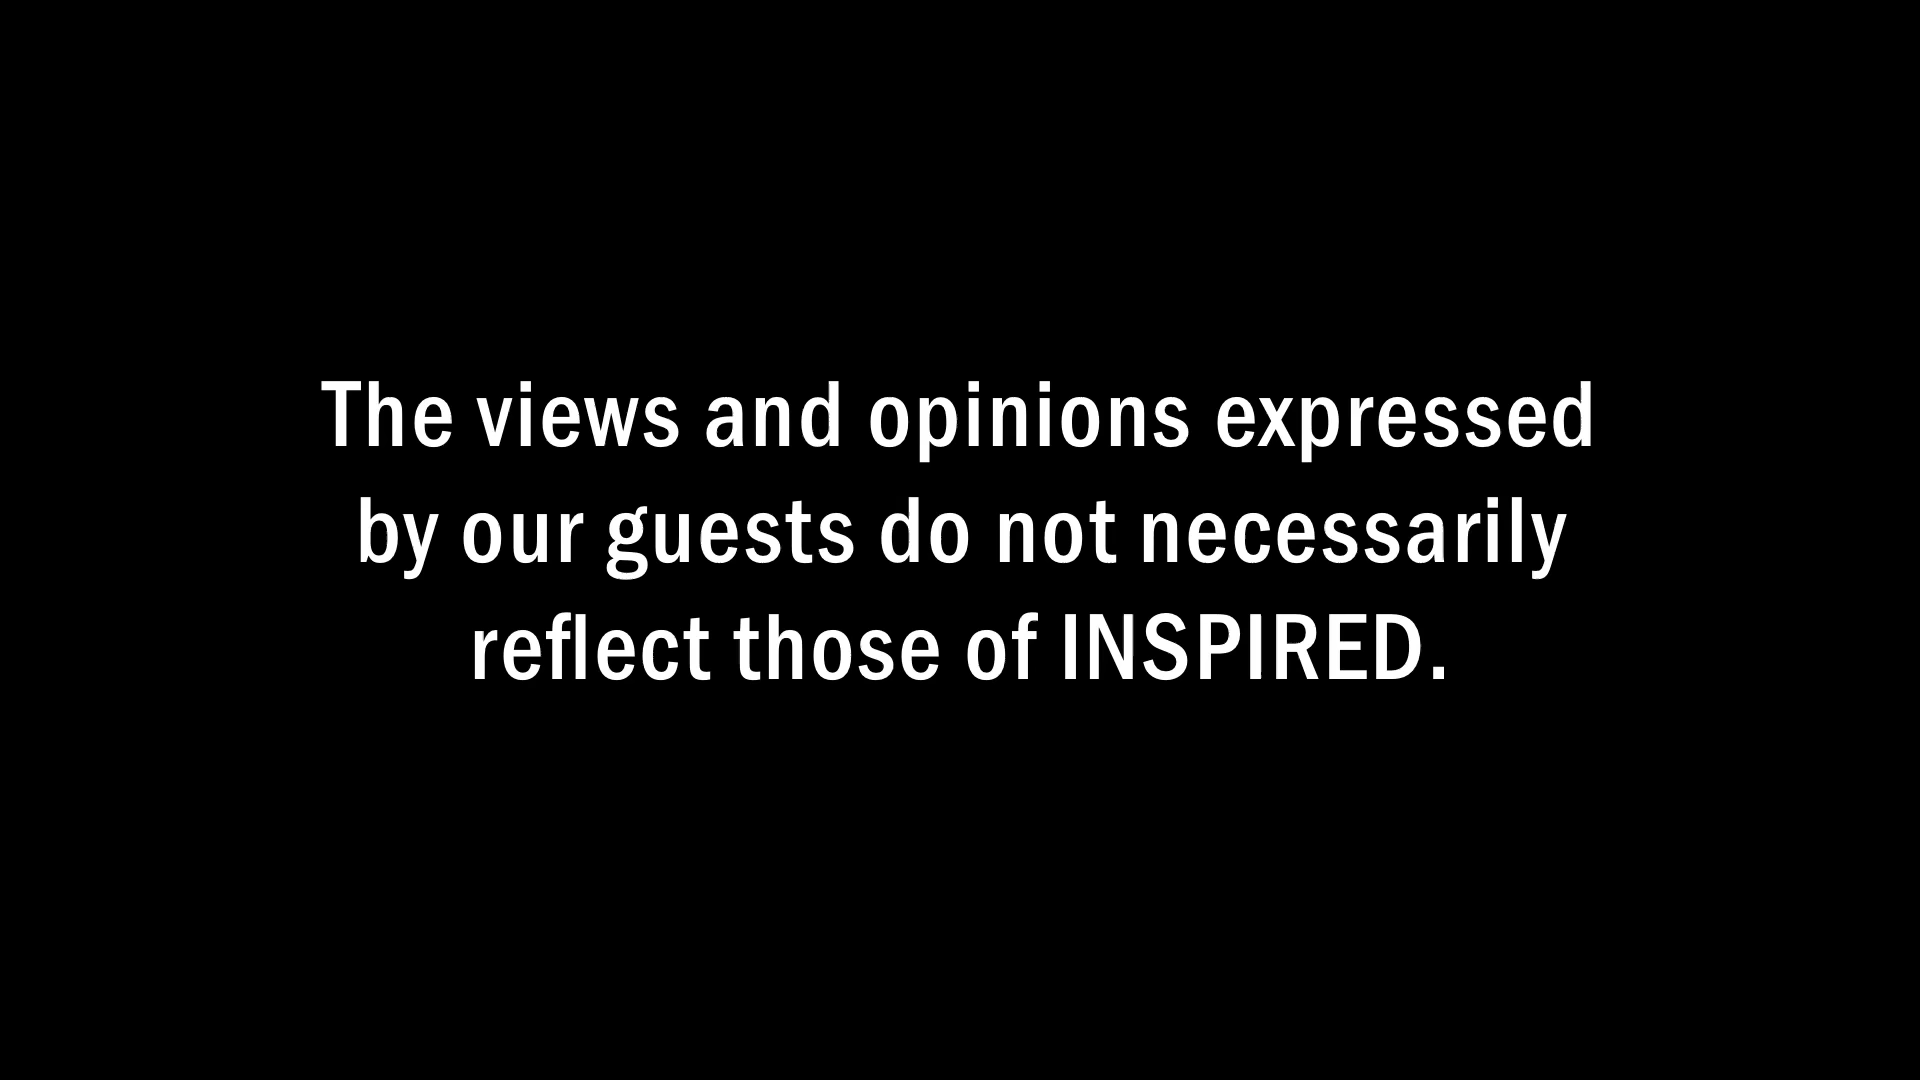 The views and opinions expressed
by our guests do not necessarily
reflect those of INSPIRED.